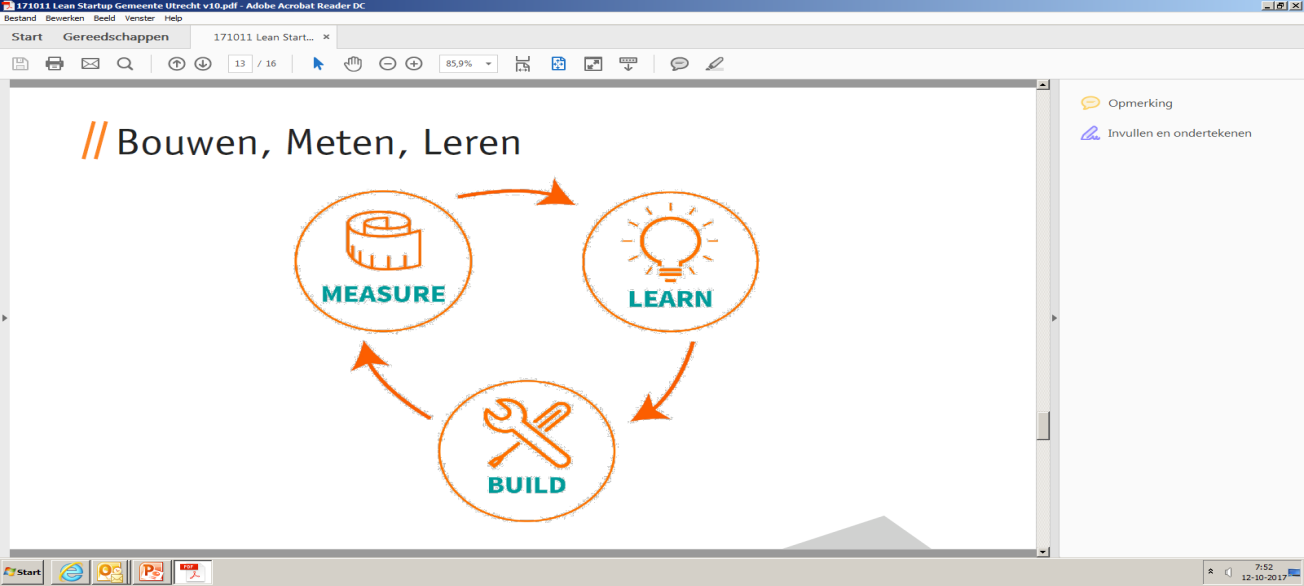 171011 Lean Startup Gemeente Utrecht v10.pdf - Adobe Acrobat Reader DC
Bestand Bewerken Beeld Venster Help
Start Gereedschappen 171011 Lean Start... ×
13 / 16 85,9%
Opmerking
Invullen en ondertekenen
// Bouwen, Meten, Leren
MEASURE
LEARN
BUILD
Start
7:52
12-10-2017